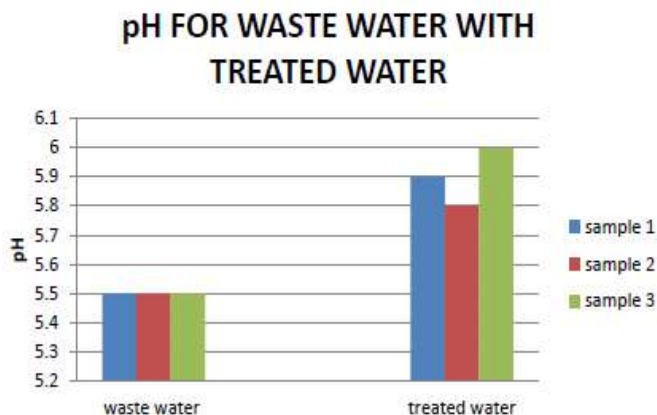 pH FOR WASTE WATER WITH
TREATED WATER
6.1
6
5.9
5.8
5.7
5.6
5.5
5.4
5.3
5.2
pH
waste water
treated water
sample 1
sample 2
sample 3